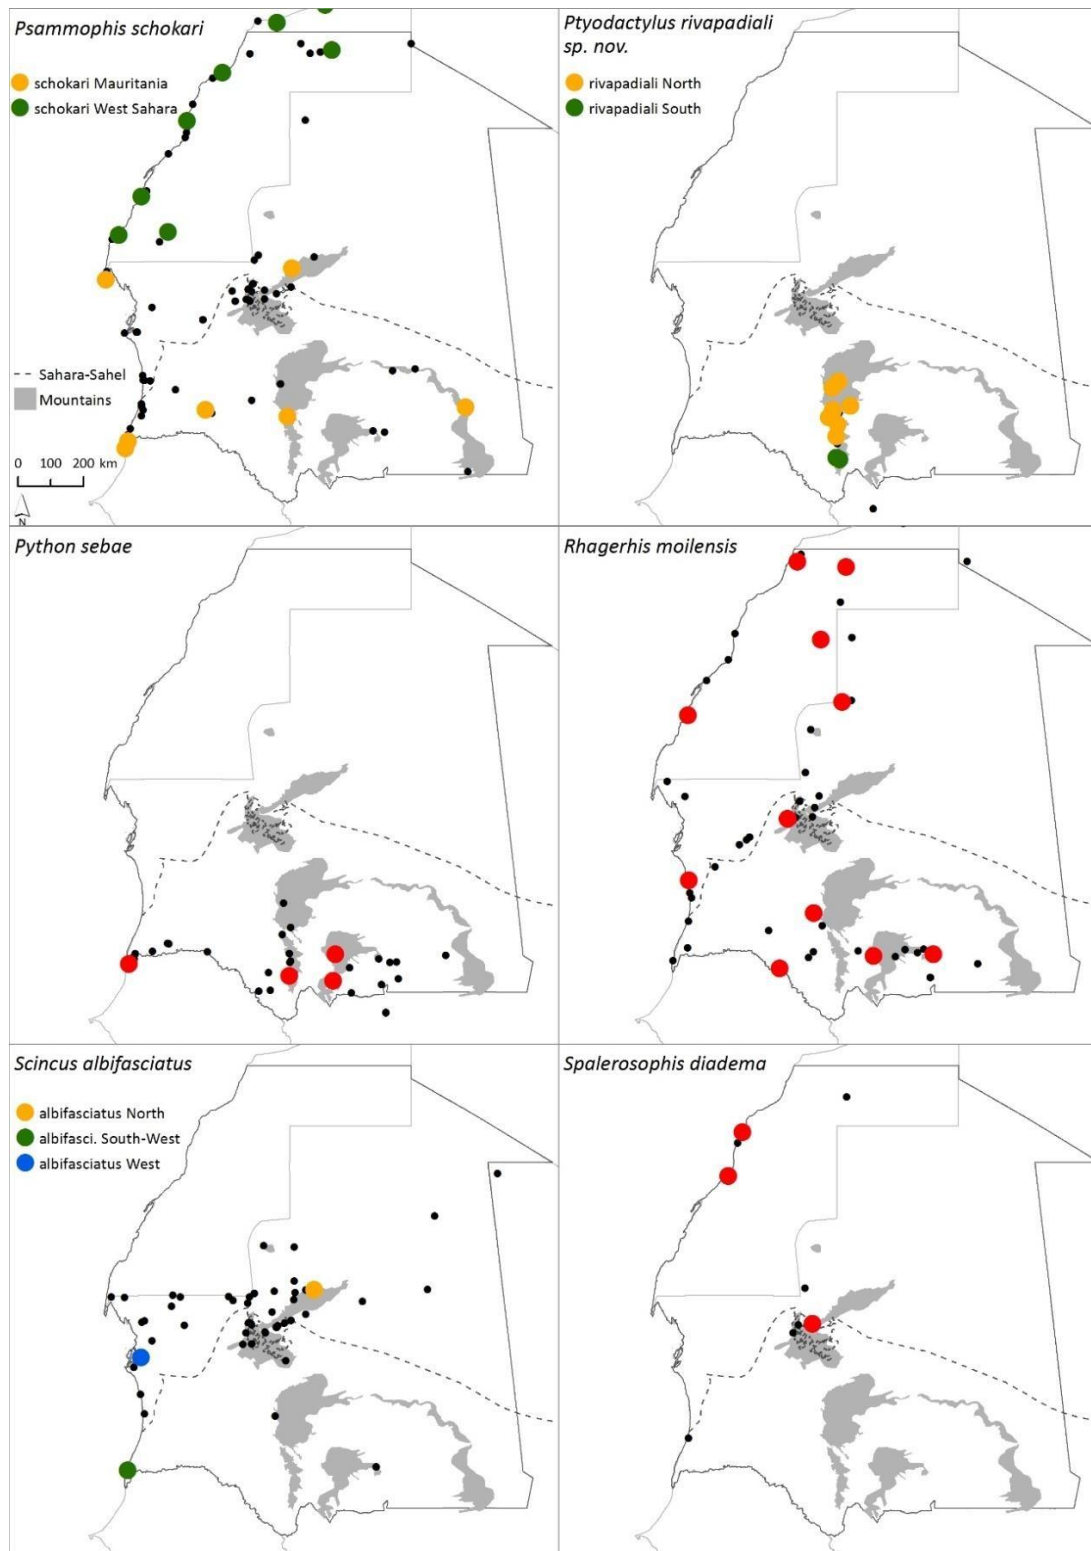 Psammophis schokari
schokari Mauritania
schokari West Sahara
Sahara-Sahel
Mountains
0 100 200 km
N
Ptyodactylus rivapadiali
sp. nov.
rivapadiali North
rivapadiali South
Python sebae
Rhagerhis moilensis
Scincus albifasciatus
albifasciatus North
albifasci. South-West
albifasciatus West
Spalerosophis diadema